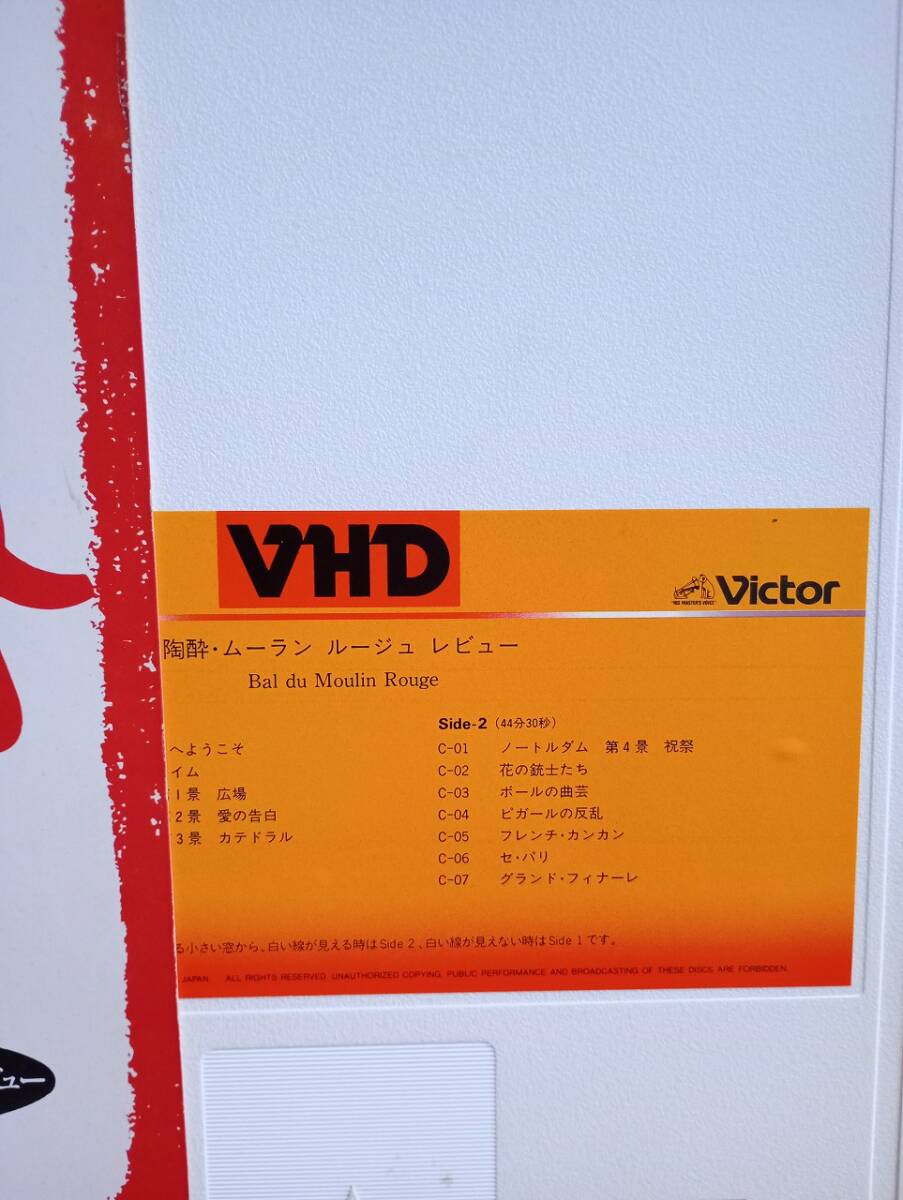 VHD
"HIS MASTER'S VOICE"
Victor
陶酔・ムーラン ルージュ レビュー
Bal du Moulin Rouge
へようこそ
イム
1景 広場
2景 愛の告白
3景 カテドラル
Side-2 (44分30秒)
C-01 ノートルダム 第4景 祝祭
C-02 花の銃士たち
C-03 ボールの曲芸
C-04 ピガールの反乱
C-05 フレンチ・カンカン
C-06 セ・パリ
C-07 グランド・フィナーレ
る小さい窓から、白い線が見える時はSide 2、白い線が見えない時はSide 1です。
JAPAN. ALL RIGHTS RESERVED. UNAUTHORIZED COPYING, PUBLIC PERFORMANCE AND BROADCASTING OF THESE DISCS ARE FORBIDDEN.
ュー